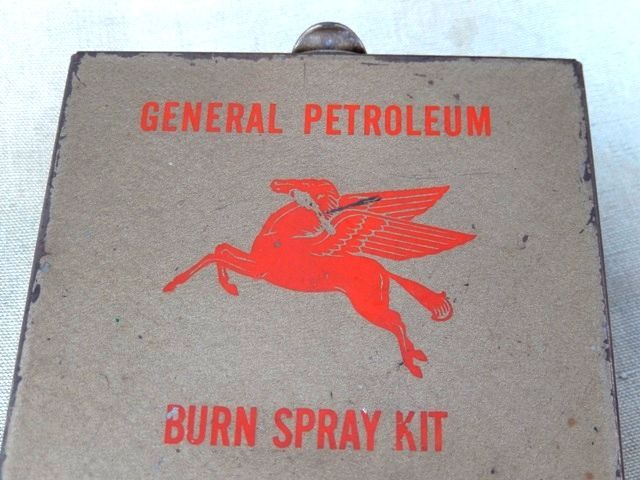 GENERAL PETROLEUM
BURN SPRAY KIT